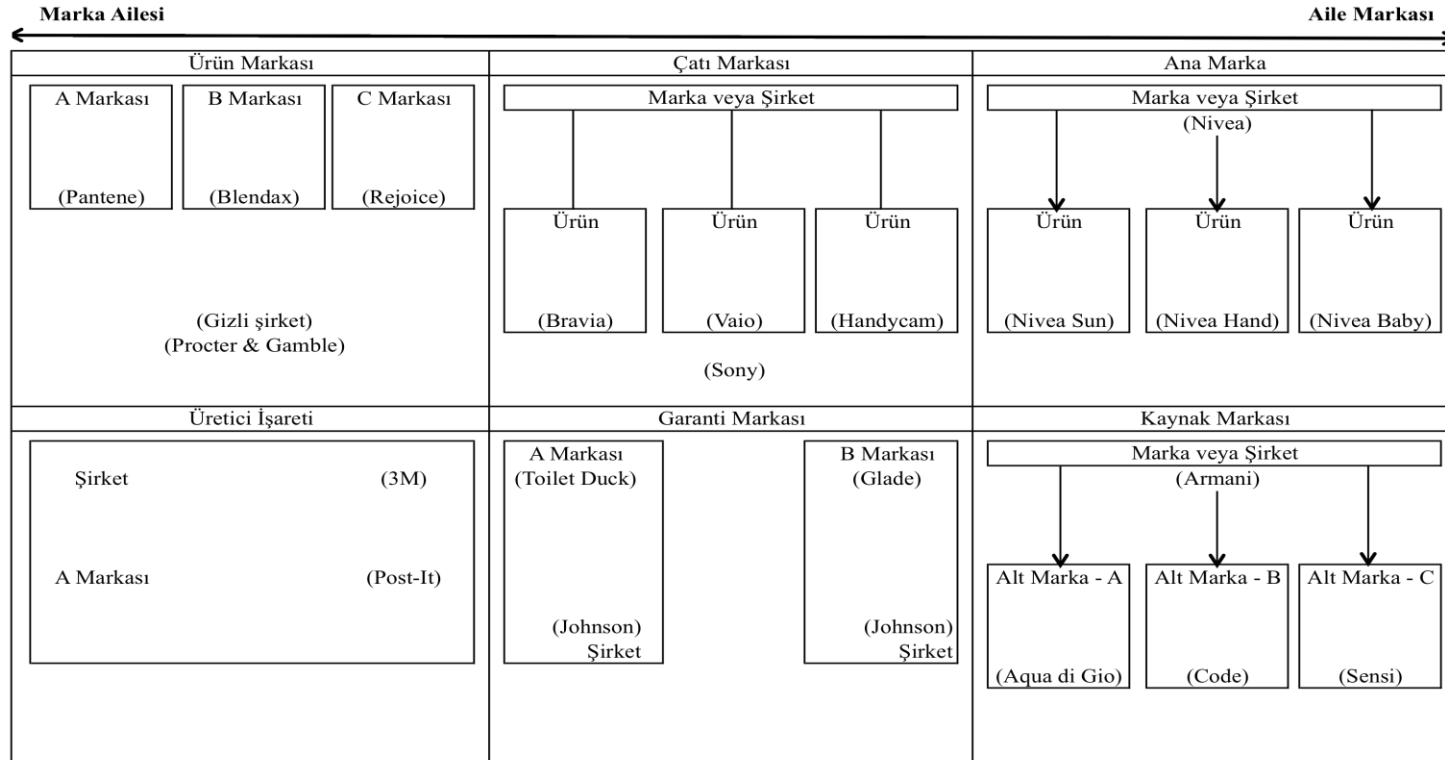 Marka Ailesi
Aile Markası
Ürün Markası
A Markası
B Markası
C Markası
(Pantene)
(Blendax)
(Rejoice)
(Gizli şirket)
(Procter & Gamble)
Çatı Markası
Marka veya Şirket
Ürün
Ürün
Ürün
(Bravia)
(Vaio)
(Handycam)
(Sony)
Ana Marka
Marka veya Şirket
(Nivea)
Ürün
Ürün
Ürün
(Nivea Sun)
(Nivea Hand)
(Nivea Baby)
Üretici İşareti
Şirket
(3M)
A Markası
(Post-It)
Garanti Markası
A Markası
(Toilet Duck)
(Johnson)
Şirket
B Markası
(Glade)
(Johnson)
Şirket
Kaynak Markası
Marka veya Şirket
(Armani)
Alt Marka - A
Alt Marka - B
Alt Marka - C
(Aqua di Gio)
(Code)
(Sensi)